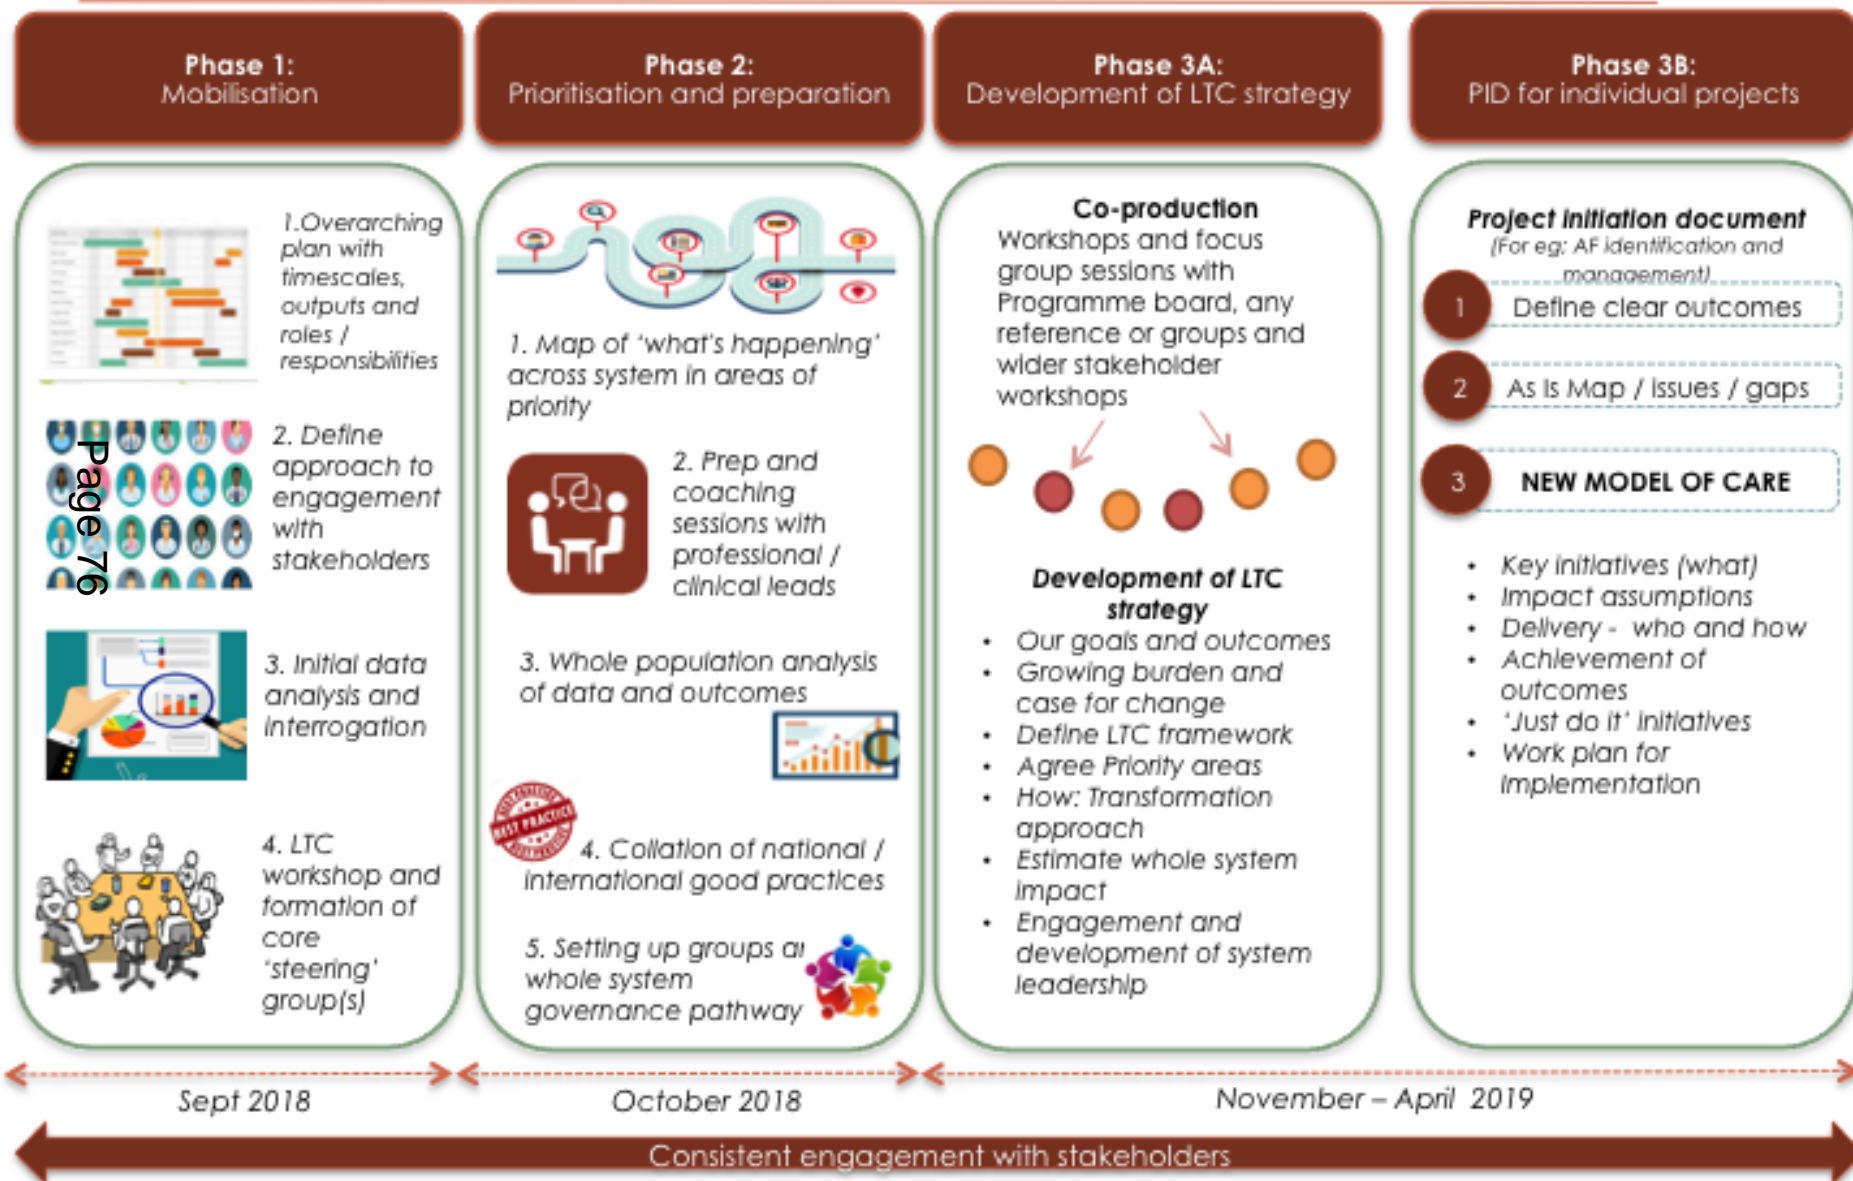 Phase 1:
Mobilisation
Phase 2:
Prioritisation and preparation
Phase 3A:
Development of LTC strategy
Phase 3B:
PID for individual projects
1.Overarching
plan with
timescales,
outputs and
roles /
responsibilities
2. Define
approach to
engagement
with
stakeholders
Page 76
3. Initial data
analysis and
interrogation
4. LTC
workshop and
formation of
core
‘steering’
group(s)
1. Map of ‘what's happening’
across system in areas of
priority
2. Prep and
coaching
sessions with
professional /
clinical leads
3. Whole population analysis
of data and outcomes
BEST PRACTICE
4. Collation of national /
international good practices
5. Setting up groups
whole system
governance pathway
Co-production
Workshops and focus
group sessions with
Programme board, any
reference or groups and
wider stakeholder
workshops
Development of LTC
strategy
• Our goals and outcomes
• Growing burden and
case for change
• Define LTC framework
• Agree Priority areas
• How: Transformation
approach
• Estimate whole system
impact
• Engagement and
development of system
leadership
Project initiation document
(For eg: AF identification and
management)
1 Define clear outcomes
2 As Is Map / issues / gaps
3 NEW MODEL OF CARE
• Key initiatives (what)
• Impact assumptions
• Delivery - who and how
• Achievement of
outcomes
• ‘Just do it’ initiatives
• Work plan for
Implementation
Sept 2018
October 2018
November – April 2019
Consistent engagement with stakeholders